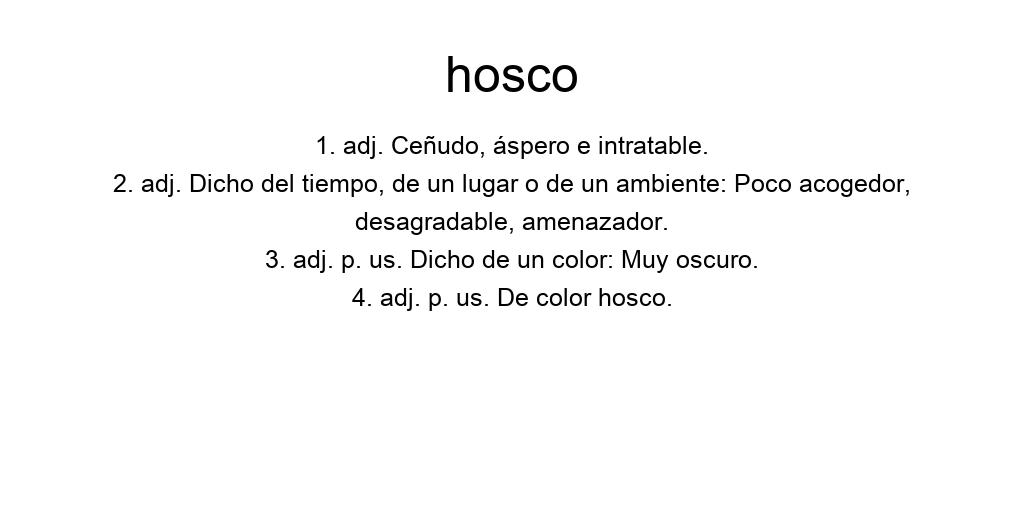 hosco
1. adj. Ceñudo, áspero e intratable.
2. adj. Dicho del tiempo, de un lugar o de un ambiente: Poco acogedor,
desagradable, amenazador.
3. adj. p. us. Dicho de un color: Muy oscuro.
4. adj. p. us. De color hosco.